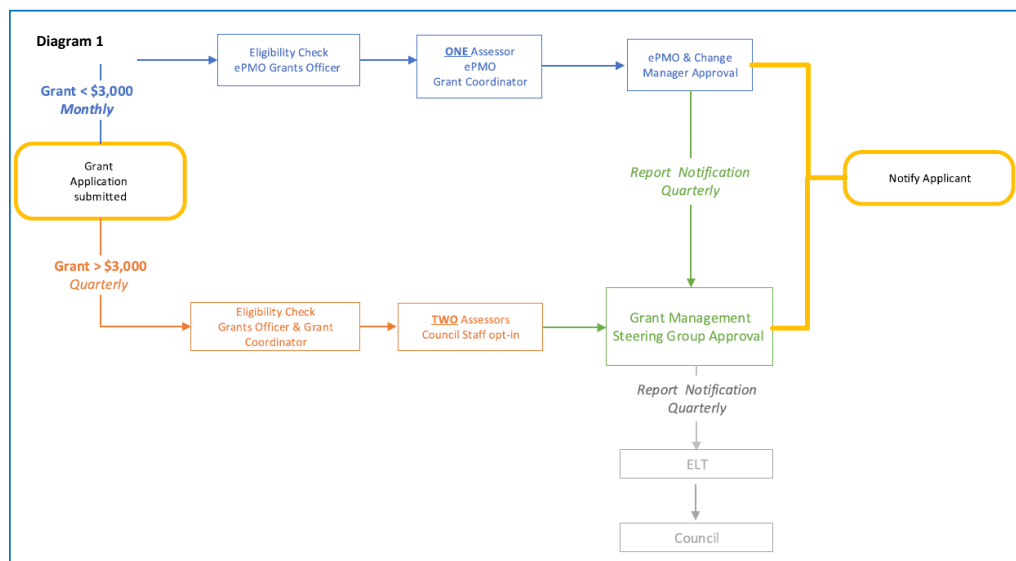 Diagram 1
Grant < $3,000
Monthly
Eligibility Check
ePMO Grants Officer
ONE Assessor
ePMO
Grant Coordinator
ePMO & Change
Manager Approval
Grant
Application
submitted
Report Notification
Quarterly
Notify Applicant
Grant > $3,000
Quarterly
Eligibility Check
Grants Officer & Grant
Coordinator
TWO Assessors
Council Staff opt-in
Grant Management
Steering Group Approval
Report Notification
Quarterly
ELT
Council